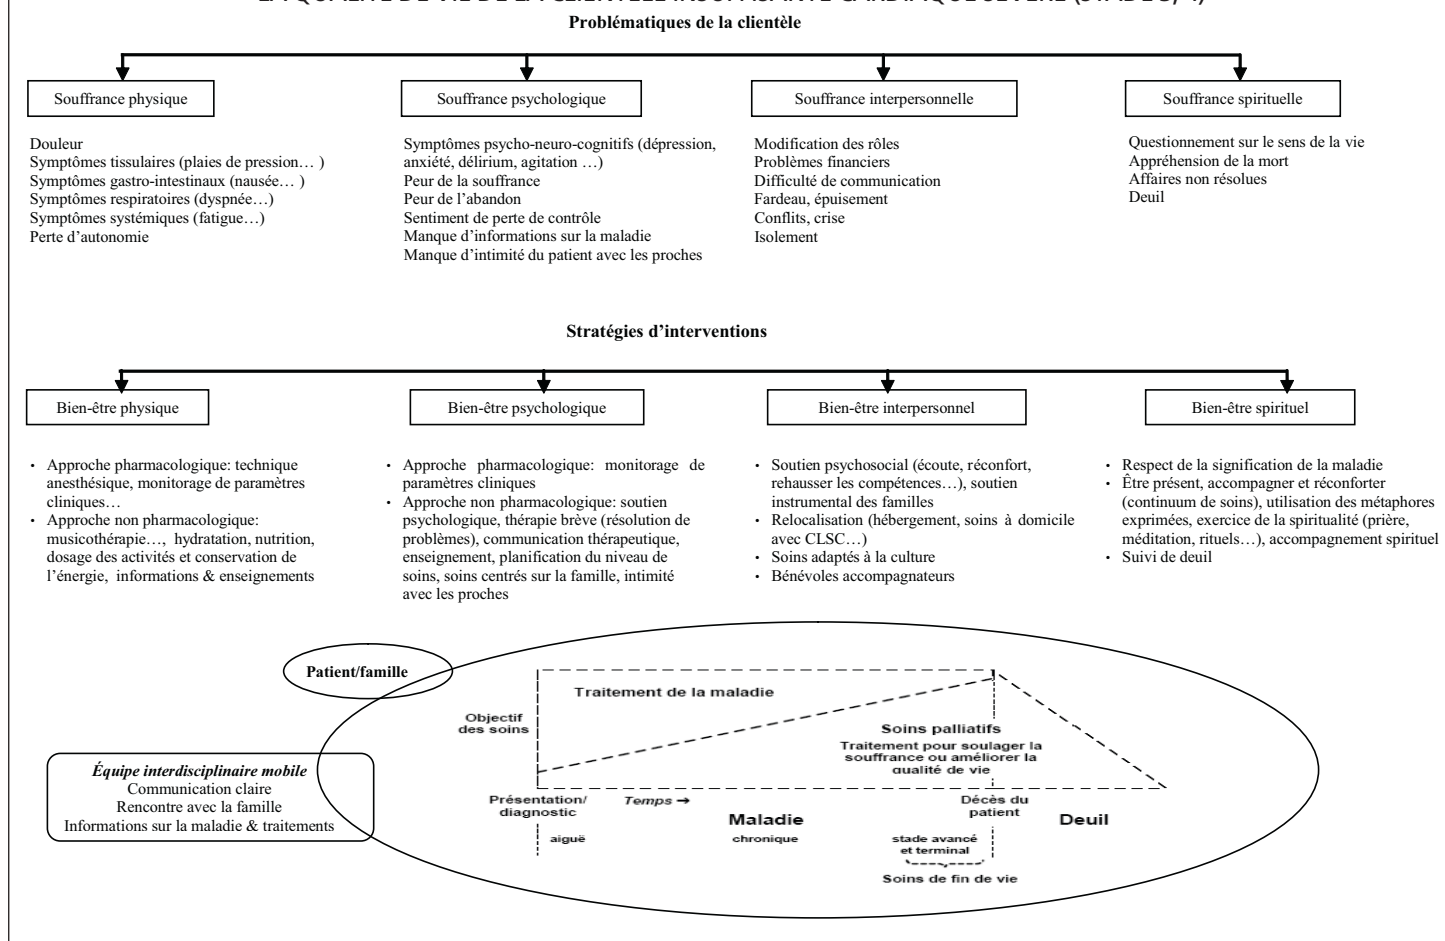 LA QUALITÉ DE VIE DE LA CLIENTÈLE INSUFFISANTE CARDIAQUE SÉVÈRE (STADE 3/4)
Problématiques de la clientèle
Souffrance physique
Souffrance psychologique
Souffrance interpersonnelle
Souffrance spirituelle
Douleur
Symptômes tissulaires (plaies de pression… )
Symptômes gastro-intestinaux (nausée… )
Symptômes respiratoires (dyspnée…)
Symptômes systémiques (fatigue…)
Perte d’autonomie
Symptômes psycho-neuro-cognitifs (dépression,
anxiété, délirium, agitation …)
Peur de la souffrance
Peur de l’abandon
Sentiment de perte de contrôle
Manque d’informations sur la maladie
Manque d’intimité du patient avec les proches
Modification des rôles
Problèmes financiers
Difficulté de communication
Fardeau, épuisement
Conflits, crise
Isolement
Questionnement sur le sens de la vie
Appréhension de la mort
Affaires non résolues
Deuil
Stratégies d’interventions
Bien-être physique
Bien-être psychologique
Bien-être interpersonnel
Bien-être spirituel
• Approche pharmacologique: technique
anesthésique, monitorage de paramètres
cliniques…
• Approche non pharmacologique:
musicothérapie…, hydratation, nutrition,
dosage des activités et conservation de
l’énergie, informations & enseignements
• Approche pharmacologique: monitorage de
paramètres cliniques
• Approche non pharmacologique: soutien
psychologique, thérapie brève (résolution de
problèmes), communication thérapeutique,
enseignement, planification du niveau de
soins, soins centrés sur la famille, intimité
avec les proches
• Soutien psychosocial (écoute, réconfort,
rehausser les compétences…), soutien
instrumental des familles
• Relocalisation (hébergement, soins à domicile
avec CLSC…)
• Soins adaptés à la culture
• Bénévoles accompagnateurs
• Respect de la signification de la maladie
• Être présent, accompagner et réconforter
(continuum de soins), utilisation des métaphores
exprimées, exercice de la spiritualité (prière,
méditation, rituels…), accompagnement spirituel
• Suivi de deuil
Patient/famille
Équipe interdisciplinaire mobile
Communication claire
Rencontre avec la famille
Informations sur la maladie & traitements
Traitement de la maladie
Objectif
des soins
Soins palliatifs
Traitement pour soulager la
souffrance ou améliorer la
qualité de vie
Présentation/
diagnostic
Temps →
Décès du
patient
Maladie
Deuil
aiguë
chronique
stade avancé
et terminal
Soins de fin de vie